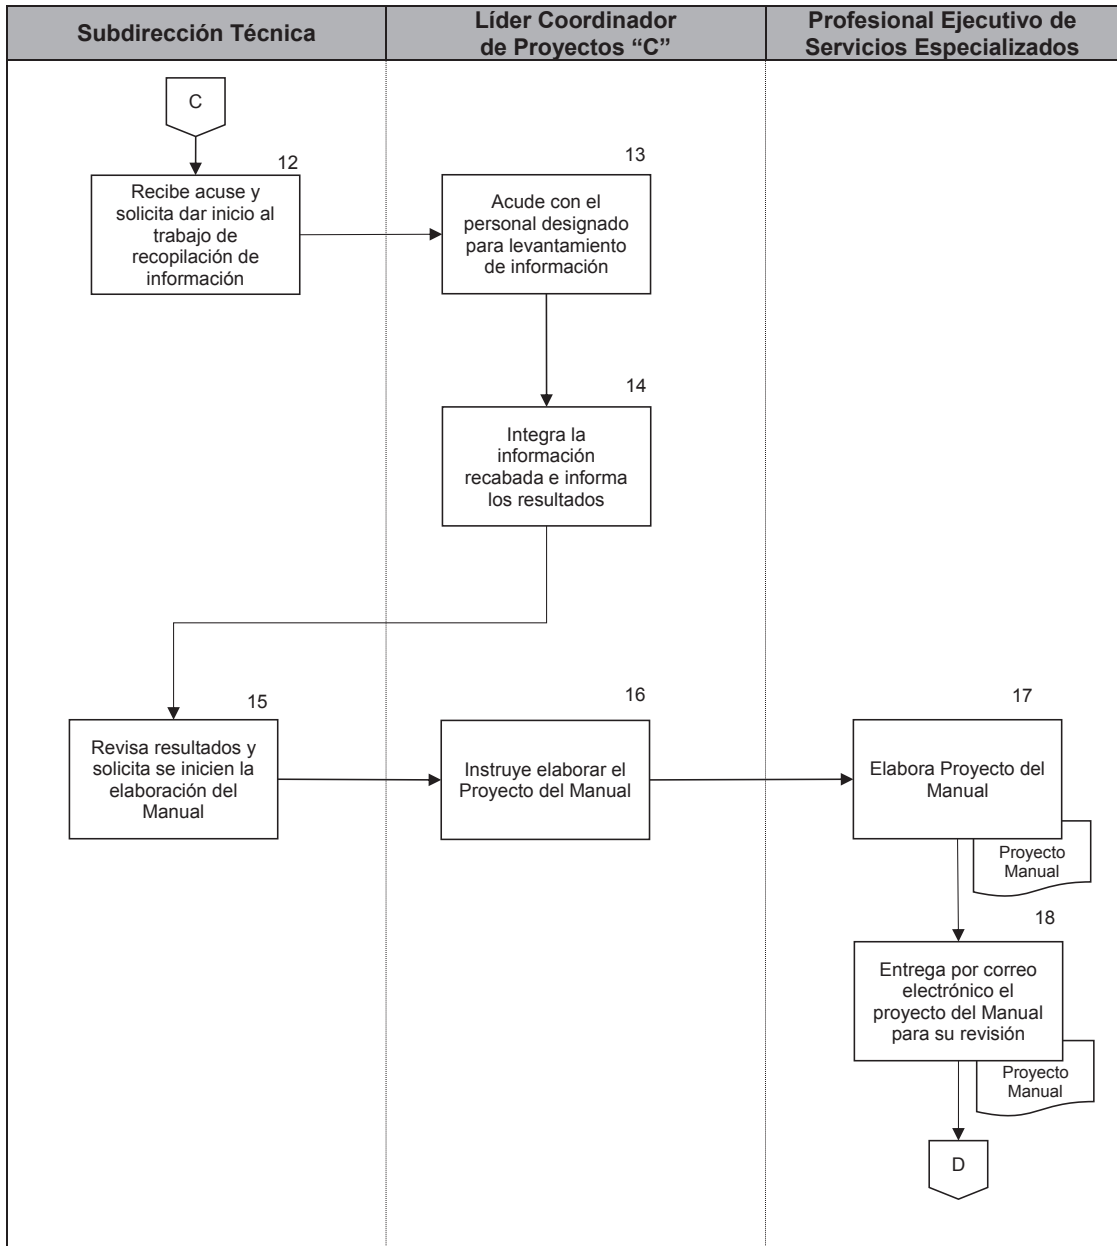 Subdirección Técnica
Líder Coordinador
de Proyectos “C”
Profesional Ejecutivo de
Servicios Especializados
C
12
Recibe acuse y
solicita dar inicio al
trabajo de
recopilación de
información
13
Acude con el
personal designado
para levantamiento
de información
14
Integra la
información
recabada e informa
los resultados
15
Revisa resultados y
solicita se inicien la
elaboración del
Manual
16
Instruye elaborar el
Proyecto del Manual
17
Elabora Proyecto del
Manual
Proyecto
Manual
18
Entrega por correo
electrónico el
proyecto del Manual
para su revisión
Proyecto
Manual
D